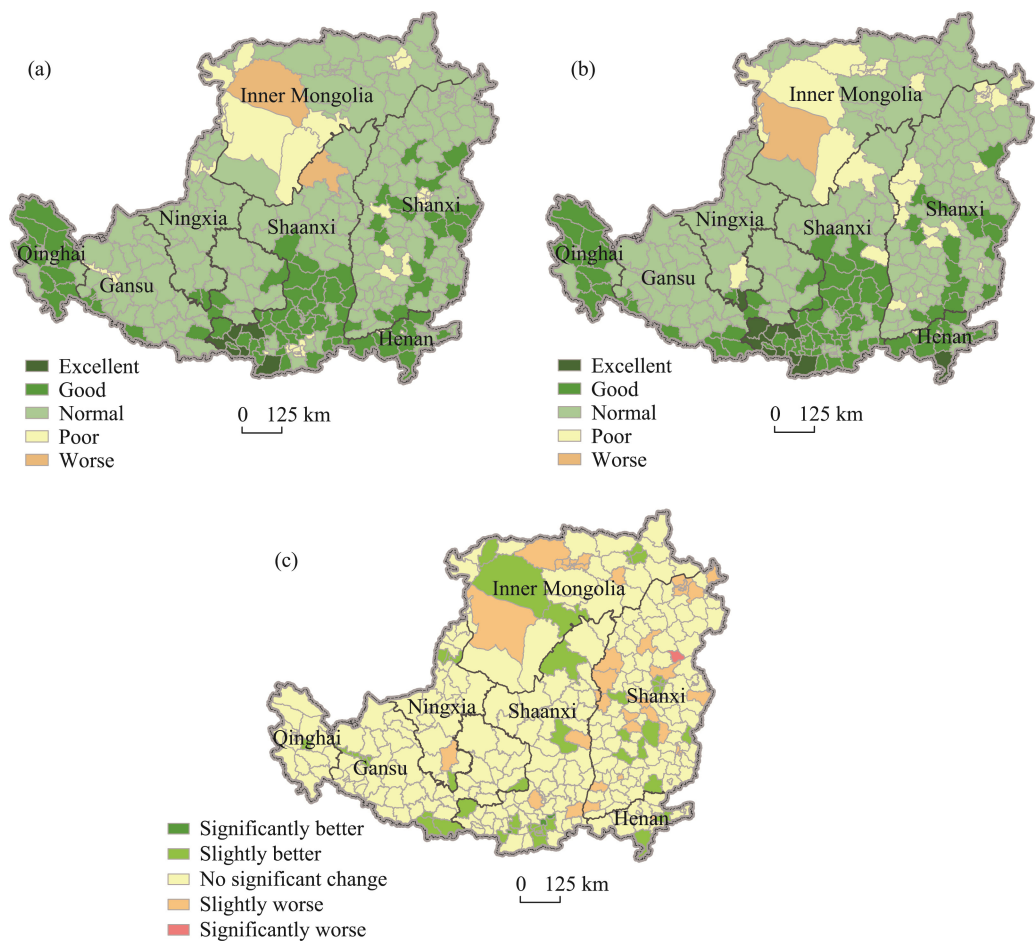 (a)
Inner Mongolia
Ningxia
Shaanxi
Shanxi
Qinghai
Gansu
Henan
Excellent
Good
Normal
Poor
Worse
0 125 km
(b)
Inner Mongolia
Ningxia
Shaanxi
Shanxi
Qinghai
Gansu
Henan
Excellent
Good
Normal
Poor
Worse
0 125 km
(c)
Inner Mongolia
Ningxia
Shaanxi
Shanxi
Qinghai
Gansu
Henan
Significantly better
Slightly better
No significant change
Slightly worse
Significantly worse
0 125 km